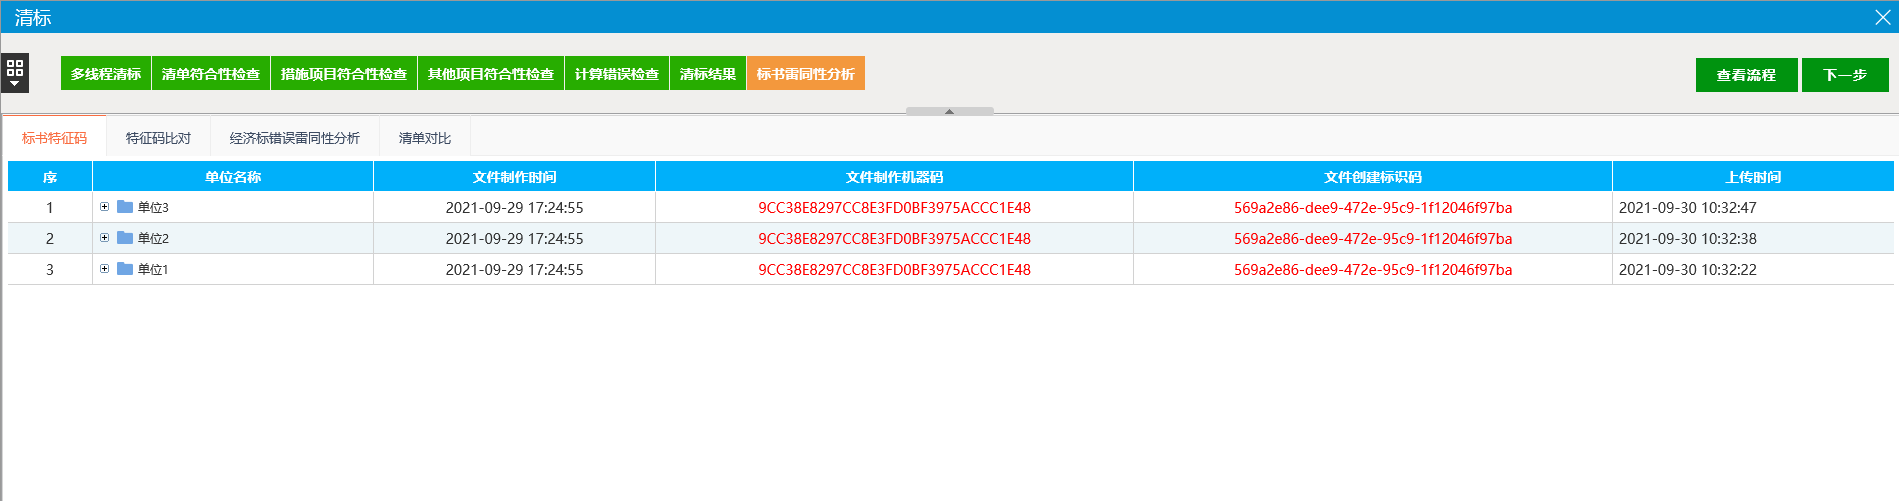 清标
多线程清标 清单符合性检查 措施项目符合性检查 其他项目符合性检查 计算错误检查 清标结果 标书雷同性分析 查看流程 下一步
标书特征码 特征码比对 经济标错误雷同性分析 清单对比
序 单位名称 文件制作时间 文件制作机器码 文件创建标识码 上传时间
1 单位3 2021-09-29 17:24:55 9CC38E8297CC8E3FD0BF3975ACCC1E48 569a2e86-dee9-472e-95c9-1f12046f97ba 2021-09-30 10:32:47
2 单位2 2021-09-29 17:24:55 9CC38E8297CC8E3FD0BF3975ACCC1E48 569a2e86-dee9-472e-95c9-1f12046f97ba 2021-09-30 10:32:38
3 单位1 2021-09-29 17:24:55 9CC38E8297CC8E3FD0BF3975ACCC1E48 569a2e86-dee9-472e-95c9-1f12046f97ba 2021-09-30 10:32:22